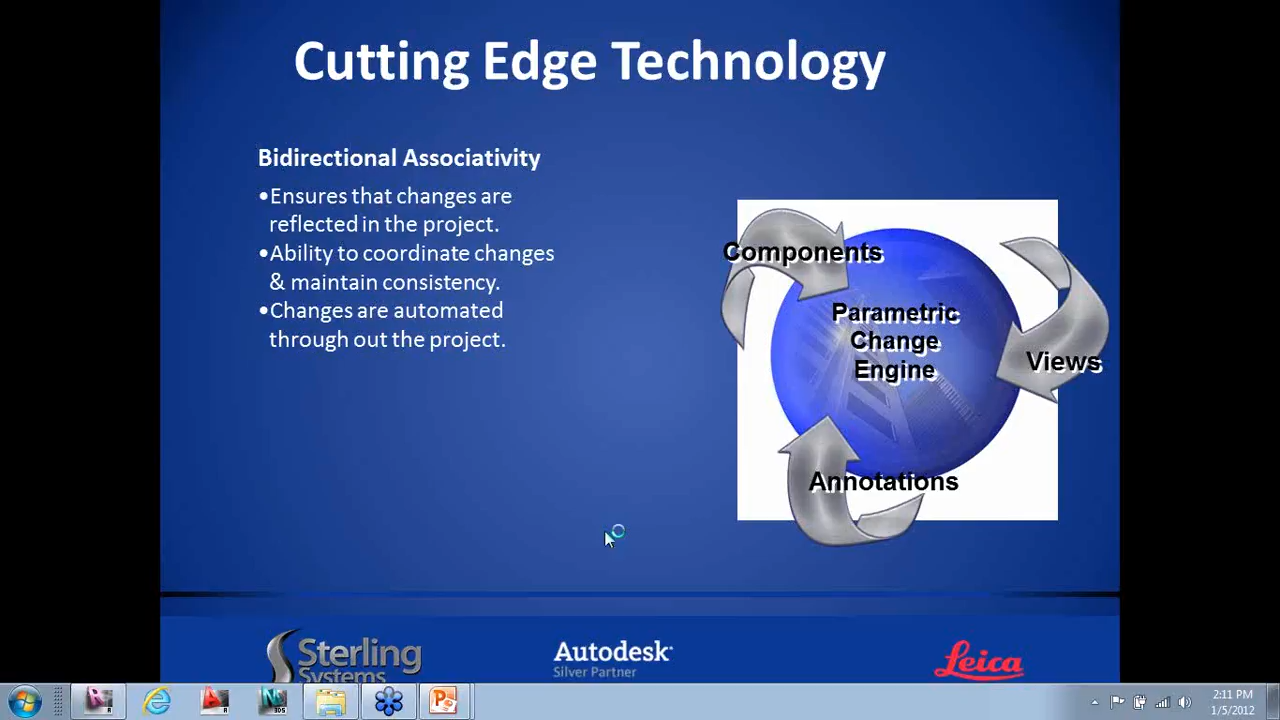 Cutting Edge Technology
Bidirectional Associativity
•Ensures that changes are
reflected in the project.
•Ability to coordinate changes
& maintain consistency.
•Changes are automated
through out the project.
Components
Parametric
Change
Engine
Views
Annotations
Sterling
Systems
Autodesk
Silver Partner
Leica
2:11 PM
1/5/2012